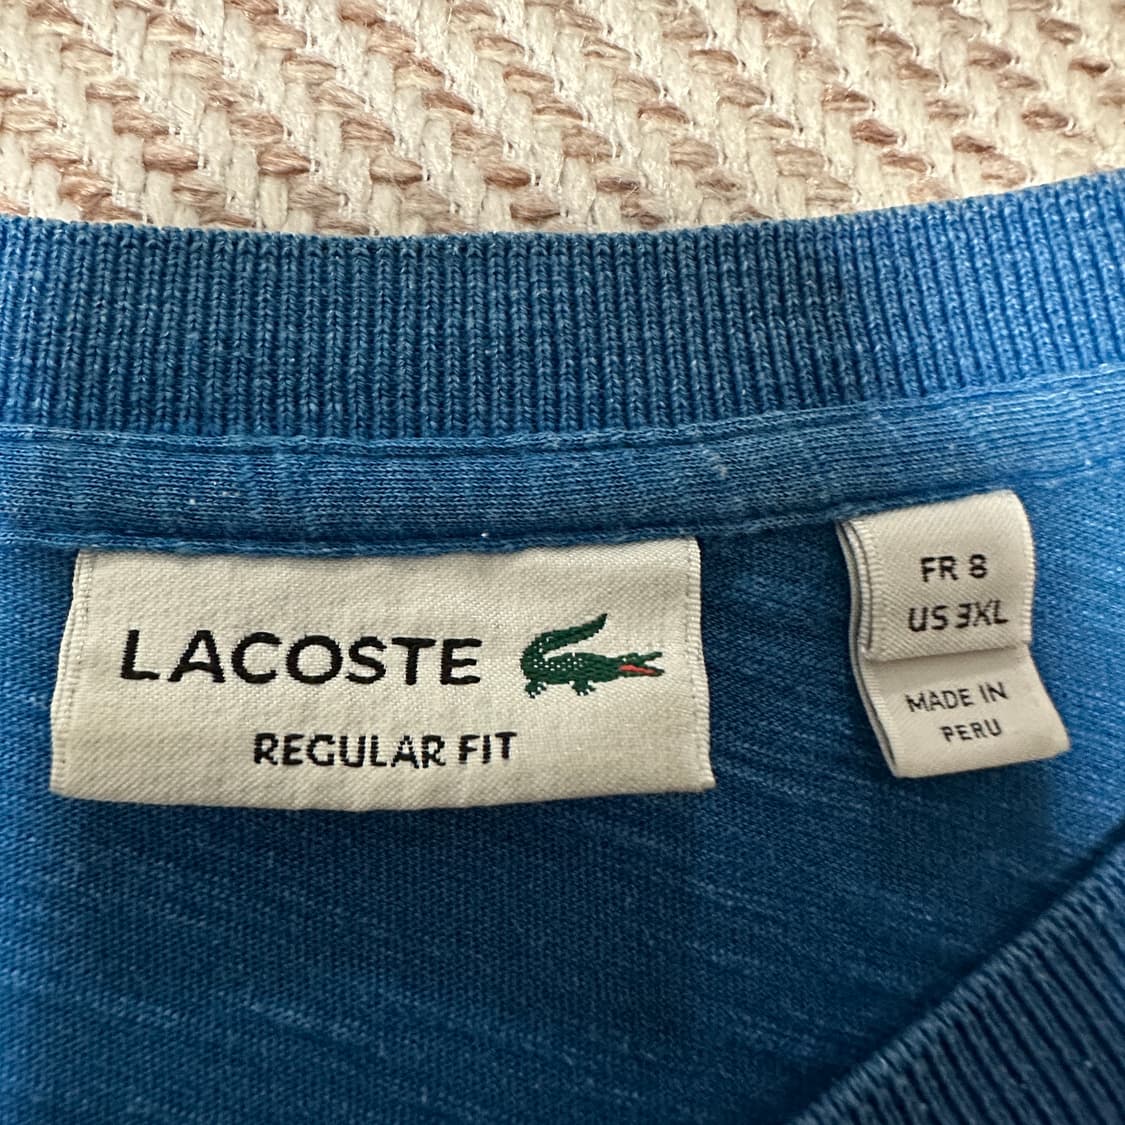 LACOSTE
REGULAR FIT
FR 8
US 3XL
MADE IN
PERU